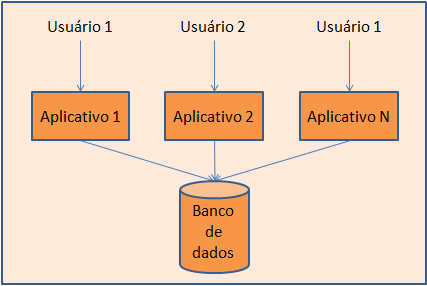 Usuário 1
Usuário 2
Usuário 1
Aplicativo 1
Aplicativo 2
Aplicativo N
Banco
de
dados